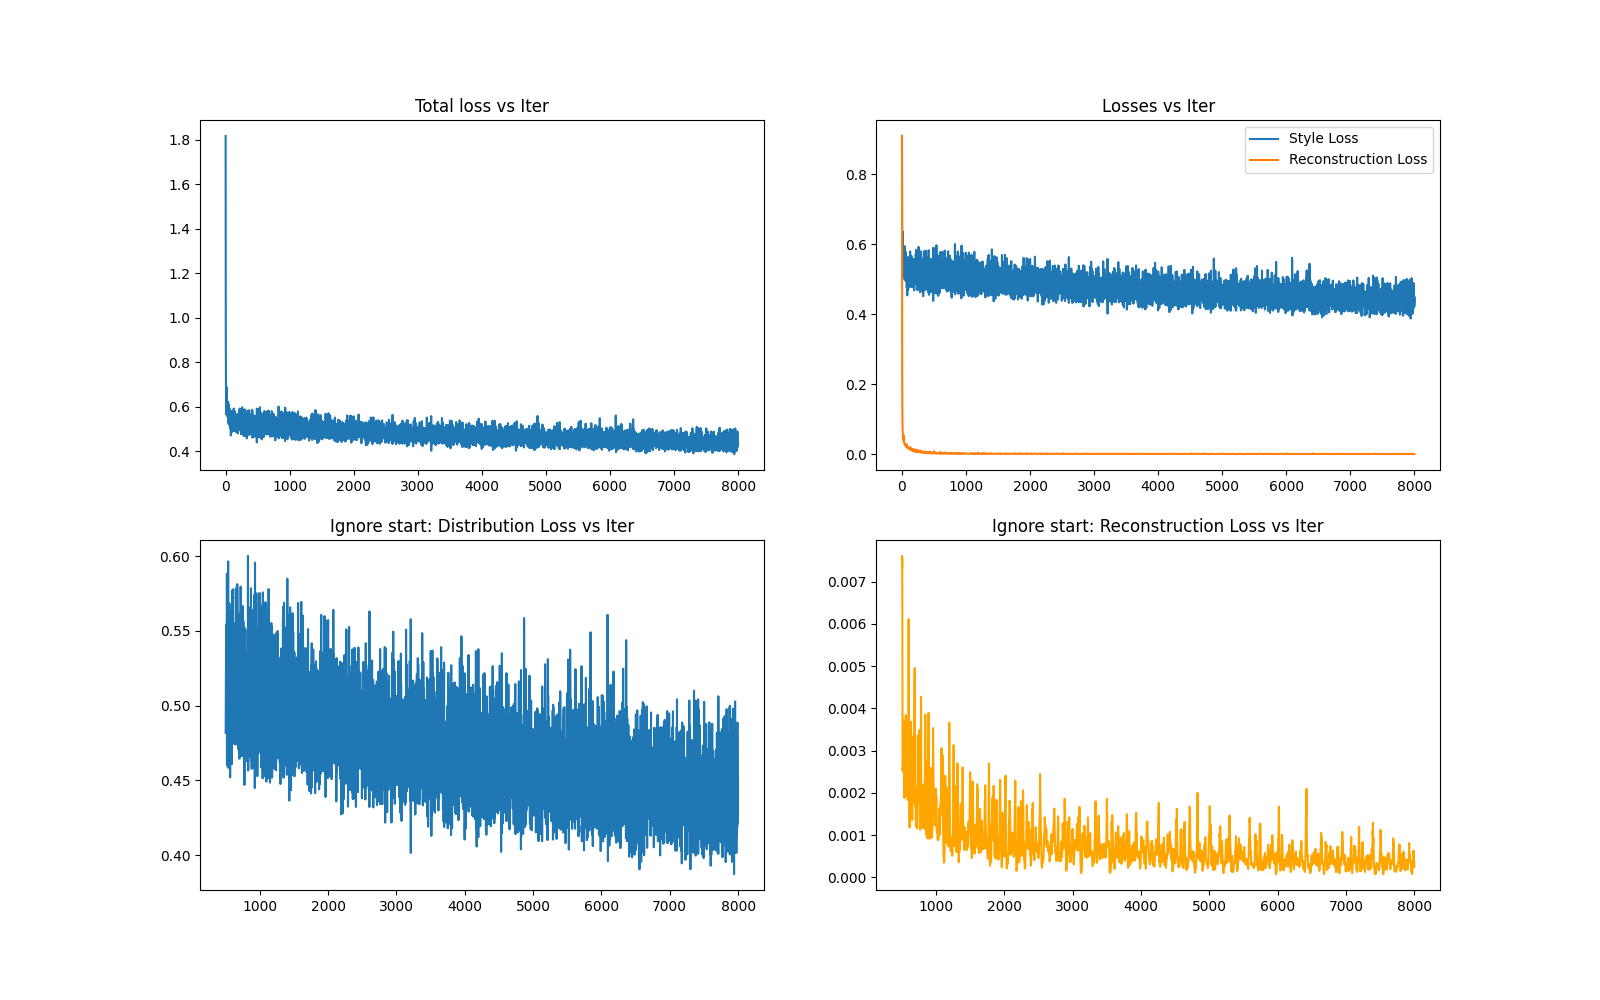 Total loss vs Iter
1.8
1.6
1.4
1.2
1.0
0.8
0.6
0.4
0 1000 2000 3000 4000 5000 6000 7000 8000
Losses vs Iter
Style Loss
Reconstruction Loss
0.8
0.6
0.4
0.2
0.0
0 1000 2000 3000 4000 5000 6000 7000 8000
Ignore start: Distribution Loss vs Iter
0.60
0.55
0.50
0.45
0.40
1000 2000 3000 4000 5000 6000 7000 8000
Ignore start: Reconstruction Loss vs Iter
0.007
0.006
0.005
0.004
0.003
0.002
0.001
0.000
1000 2000 3000 4000 5000 6000 7000 8000